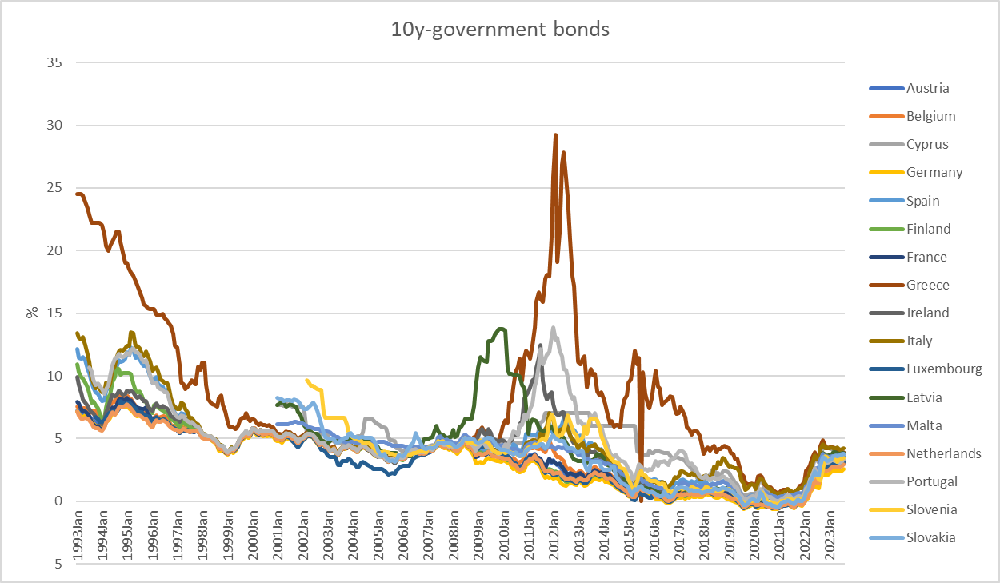 10y-government bonds
35
30
25
20
15
10
5
0
-5
%
1993Jan
1994Jan
1995Jan
1996Jan
1997Jan
1998Jan
1999Jan
2000Jan
2001Jan
2002Jan
2003Jan
2004Jan
2005Jan
2006Jan
2007Jan
2008Jan
2009Jan
2010Jan
2011Jan
2012Jan
2013Jan
2014Jan
2015Jan
2016Jan
2017Jan
2018Jan
2019Jan
2020Jan
2021Jan
2022Jan
2023Jan
Austria
Belgium
Cyprus
Germany
Spain
Finland
France
Greece
Ireland
Italy
Luxembourg
Latvia
Malta
Netherlands
Portugal
Slovenia
Slovakia